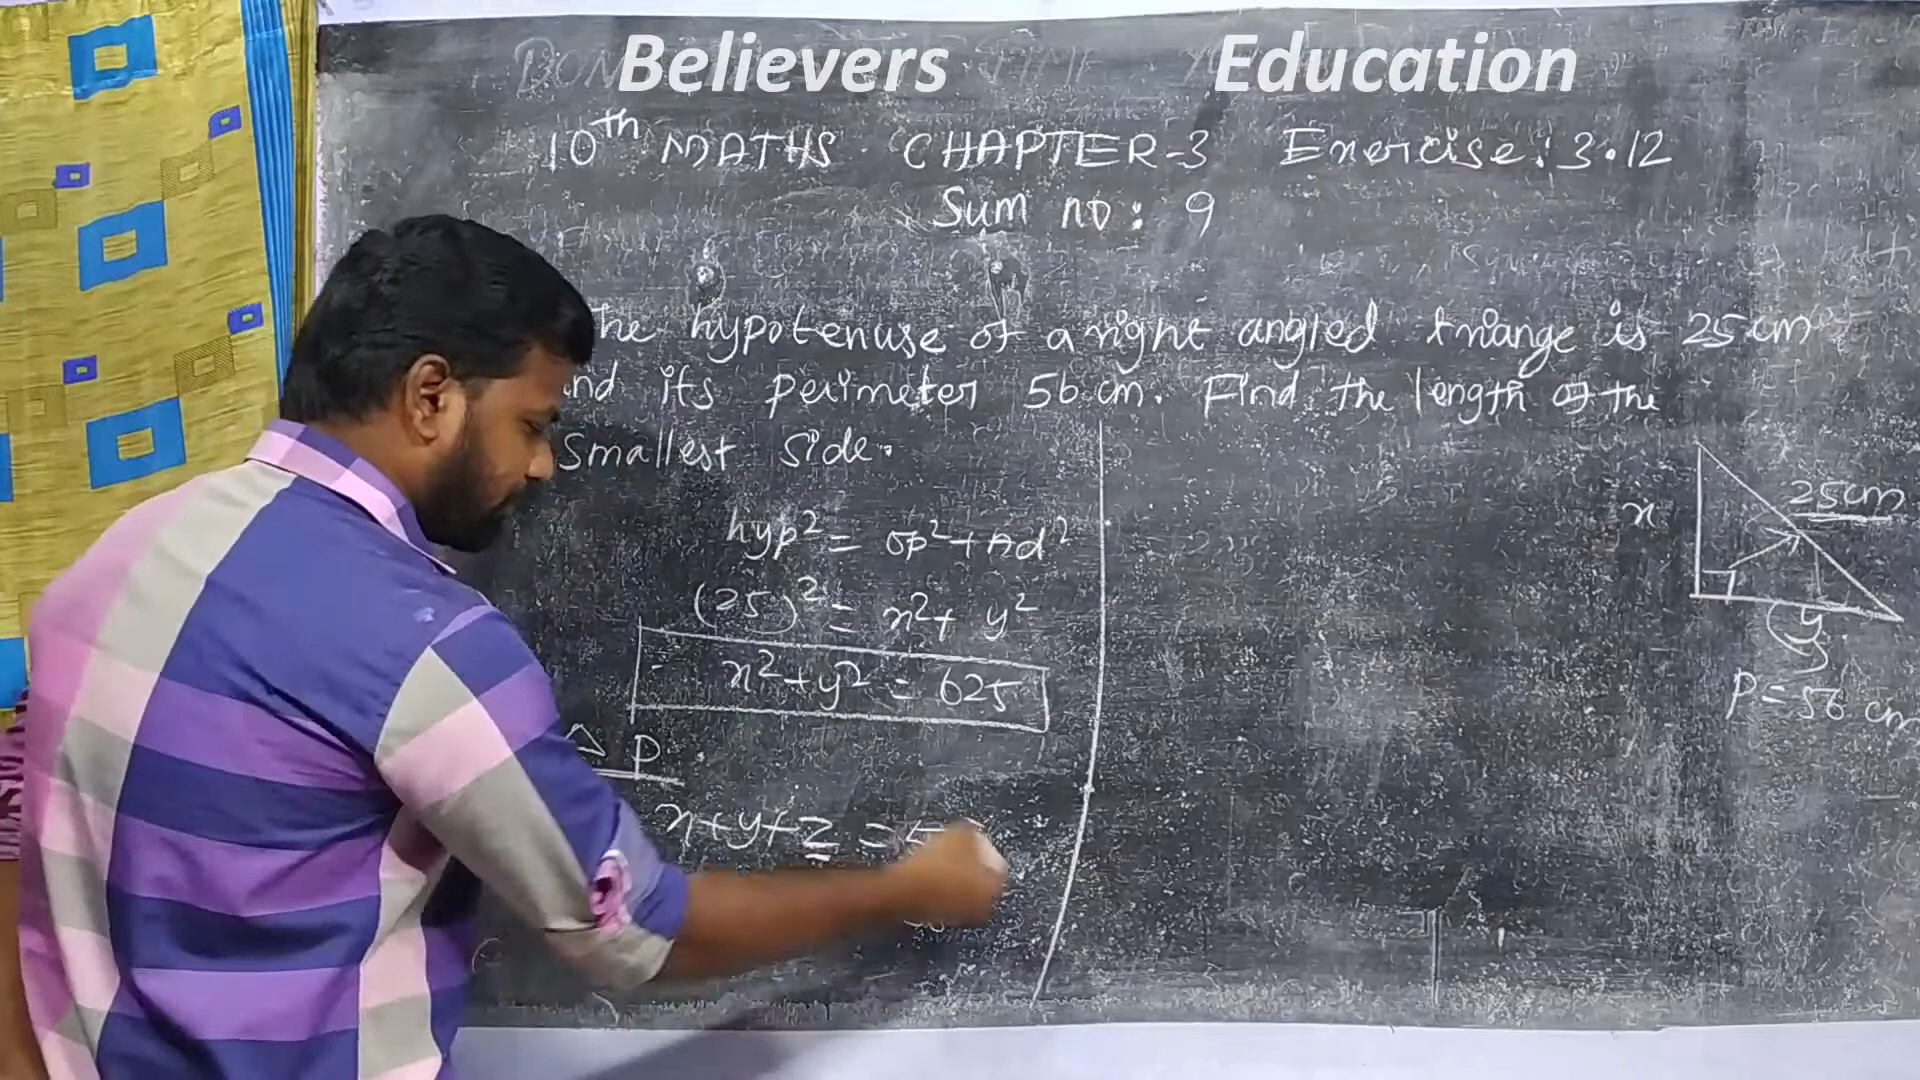 Believers Education
10th MATHS CHAPTER-3 Exercise: 3.12
Sum no: 9
The hypotenuse of a right angled triange is 25 cm
and its perimeter 56 cm. Find the length of the
smallest side.
hyp² = op² + Ad²
(25)² = x² + y²
x² + y² = 625
Δ P
x + y + z =
x
25cm
y
P = 56 cm